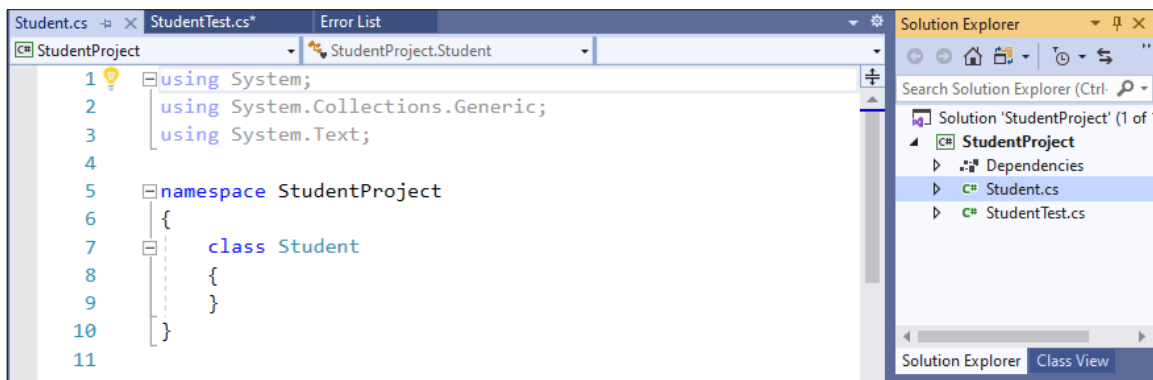 Student.cs StudentTest.cs* Error List
StudentProject StudentProject.Student
1 using System;
2 using System.Collections.Generic;
3 using System.Text;
4
5 namespace StudentProject
6 {
7 class Student
8 {
9 }
10 }
11
Solution Explorer
Search Solution Explorer (Ctrl-
Solution 'StudentProject' (1 of
StudentProject
Dependencies
C# Student.cs
C# StudentTest.cs
Solution Explorer Class View